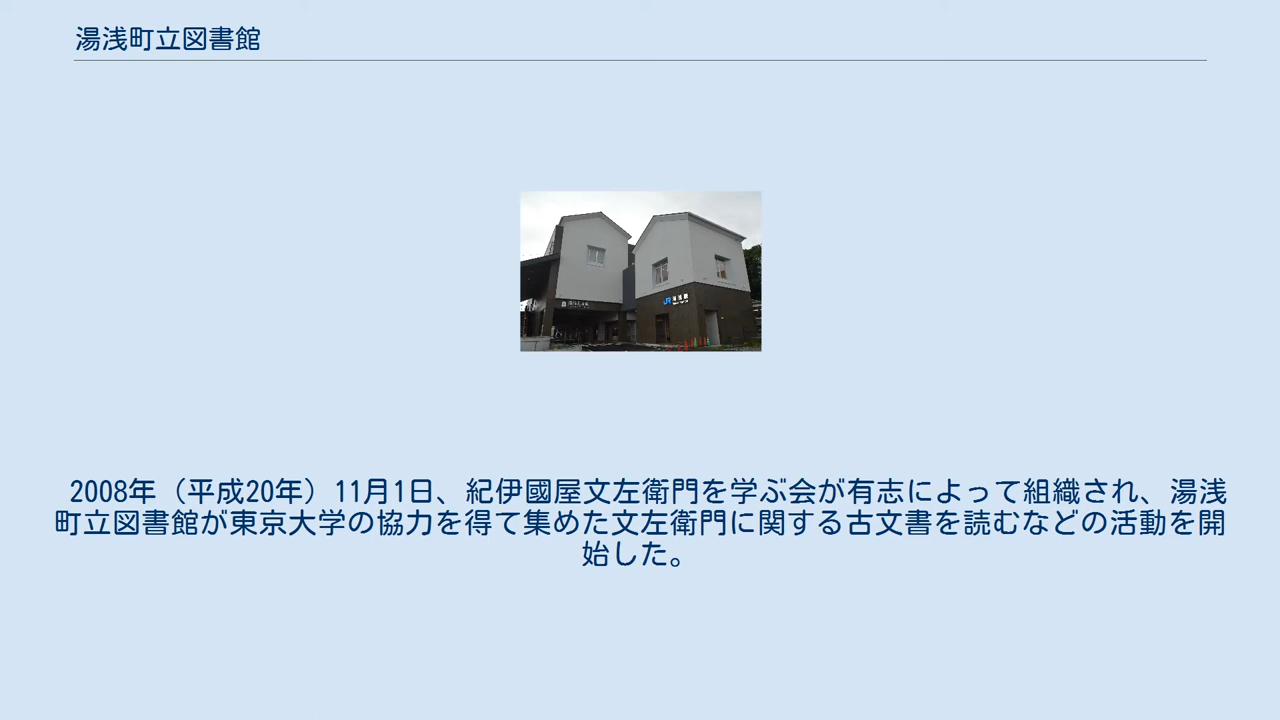 湯浅町立図書館
JR 湯浅駅
2008年（平成20年）11月1日、紀伊國屋文左衛門を学ぶ会が有志によって組織され、湯浅
町立図書館が東京大学の協力を得て集めた文左衛門に関する古文書を読むなどの活動を開
始した。